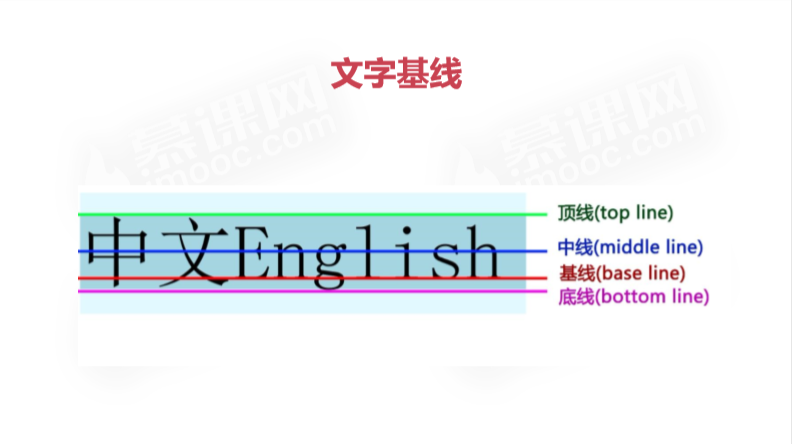 文字基线
慕课网
imooc.com
慕课网
imooc.com
中文English
顶线(top line)
中线(middle line)
基线(base line)
底线(bottom line)